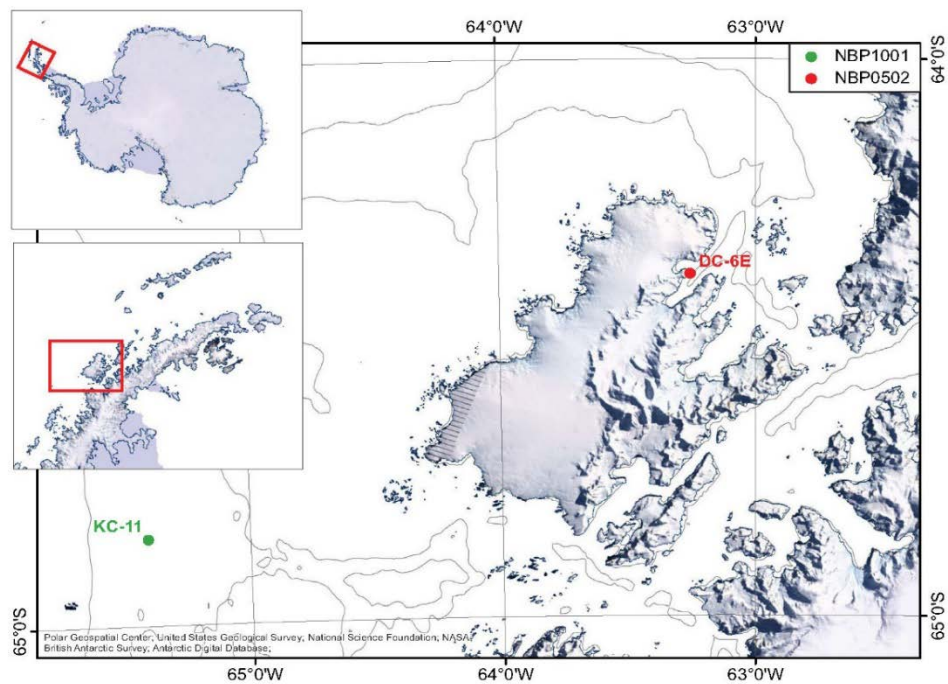 64°0'W
63°0'W
64°0'S
NBP1001
NBP0502
DC-6E
KC-11
65°0'S
65°0'S
Polar Geospatial Center; United States Geological Survey; National Science Foundation; NASA;
British Antarctic Survey; Antarctic Digital Database;
65°0'W
64°0'W
63°0'W